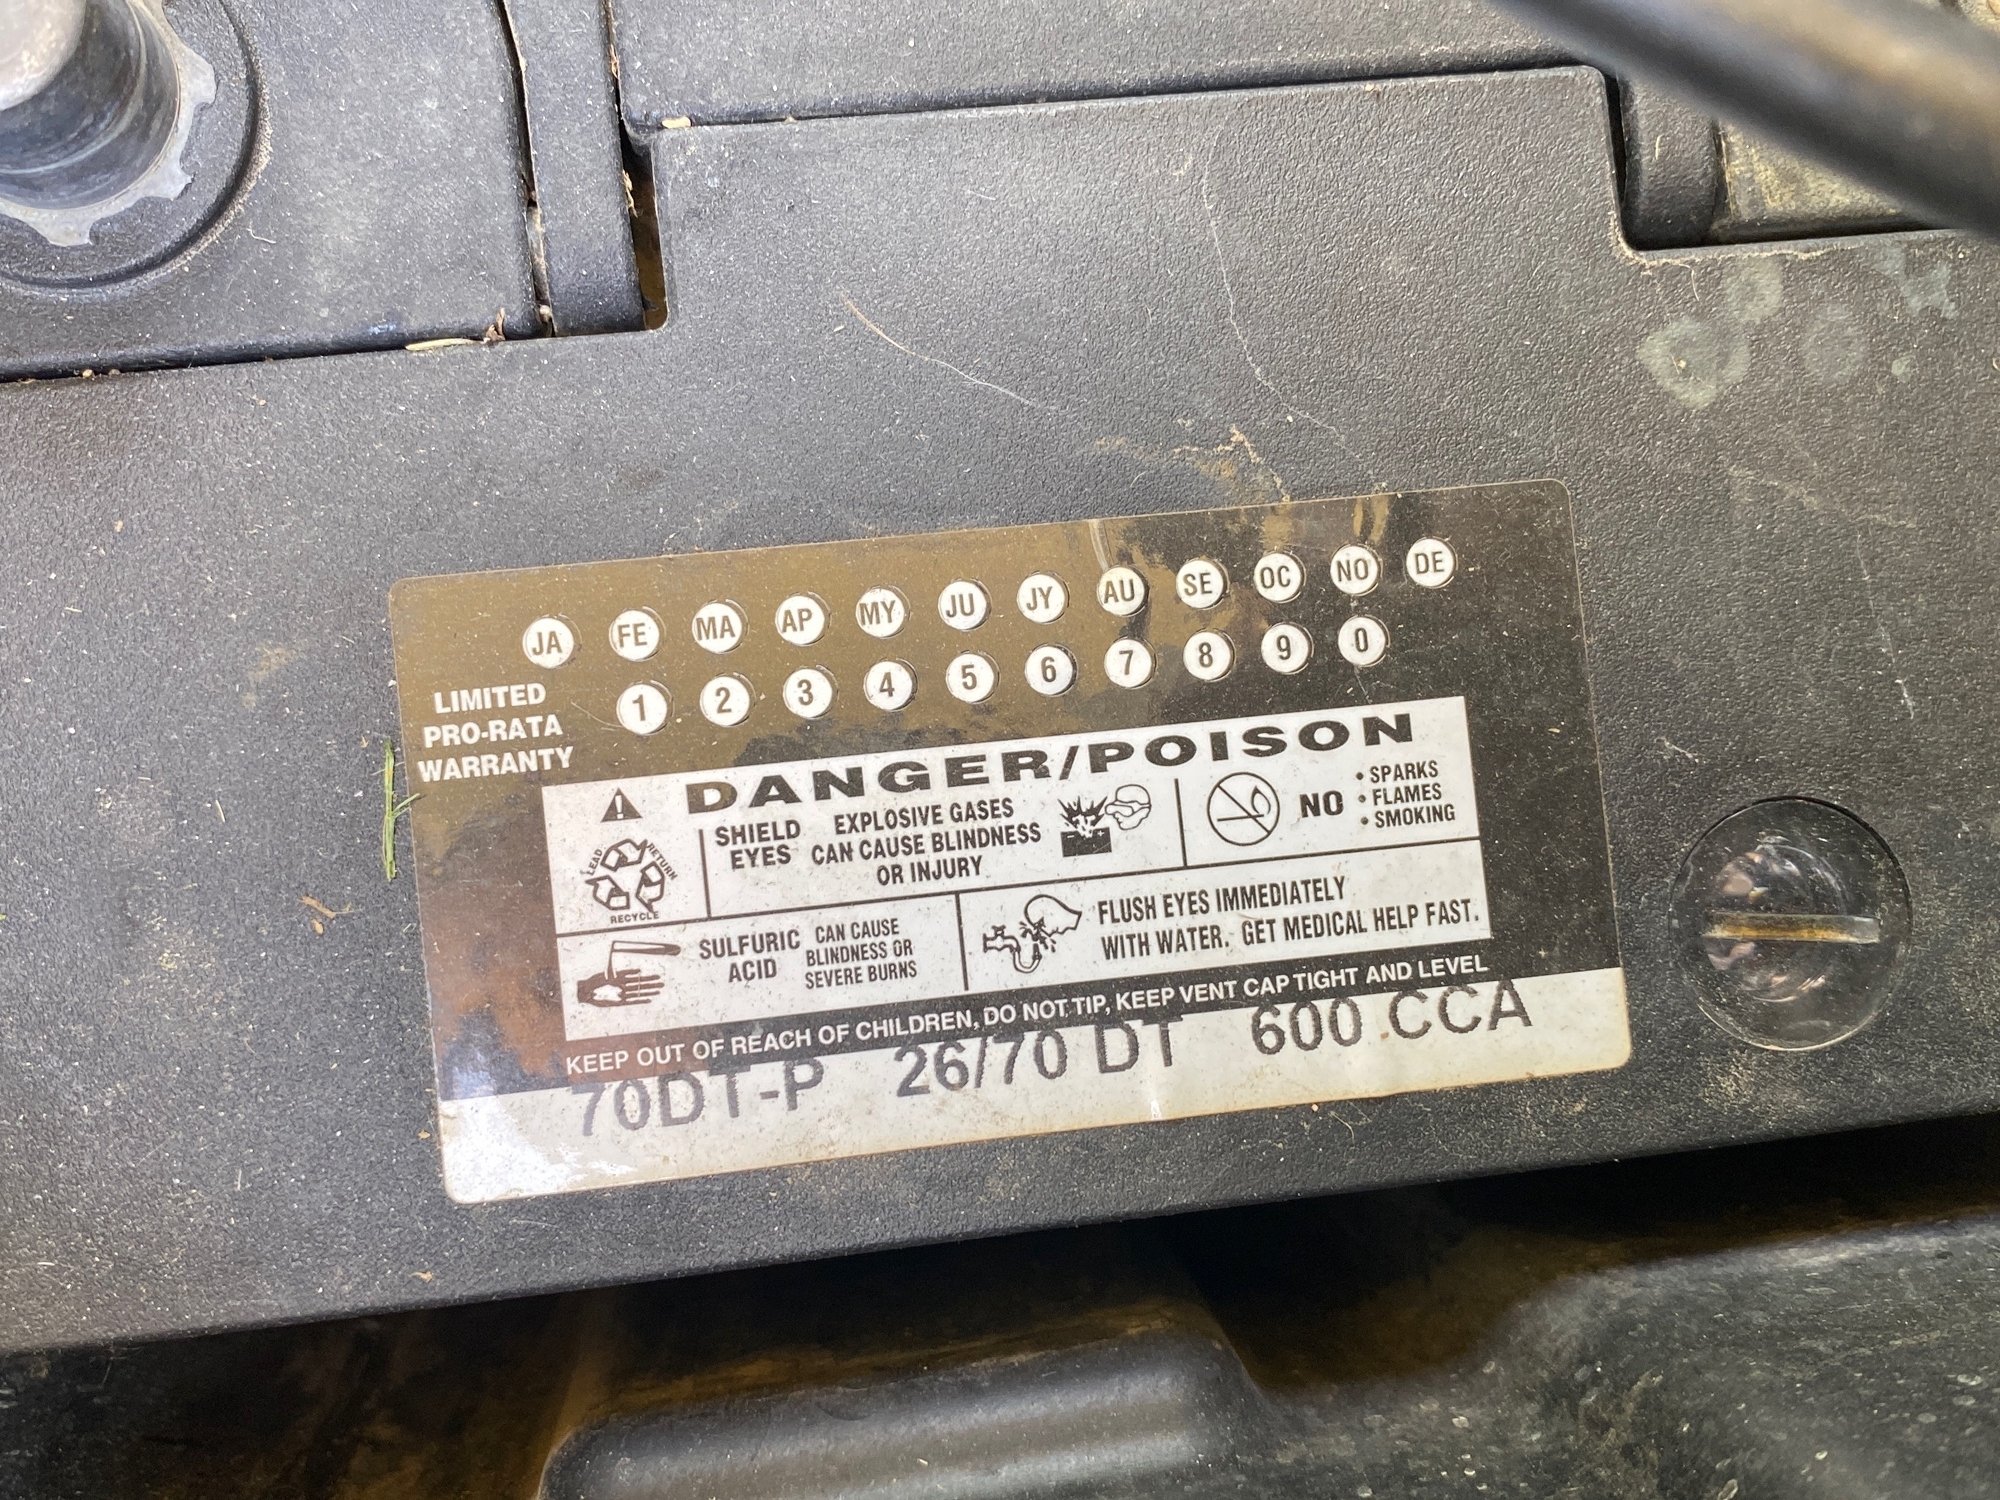 JA FE MA AP MY JU JY AU SE OC NO DE
1 2 3 4 5 6 7 8 9 0
LIMITED
PRO-RATA
WARRANTY
DANGER/POISON
LEAD
RETURN
RECYCLE
SHIELD
EYES
EXPLOSIVE GASES
CAN CAUSE BLINDNESS
OR INJURY
NO
• SPARKS
• FLAMES
• SMOKING
SULFURIC
ACID
CAN CAUSE
BLINDNESS OR
SEVERE BURNS
FLUSH EYES IMMEDIATELY
WITH WATER. GET MEDICAL HELP FAST.
KEEP OUT OF REACH OF CHILDREN, DO NOT TIP, KEEP VENT CAP TIGHT AND LEVEL
70DT-P 26/70 DT 600 CCA